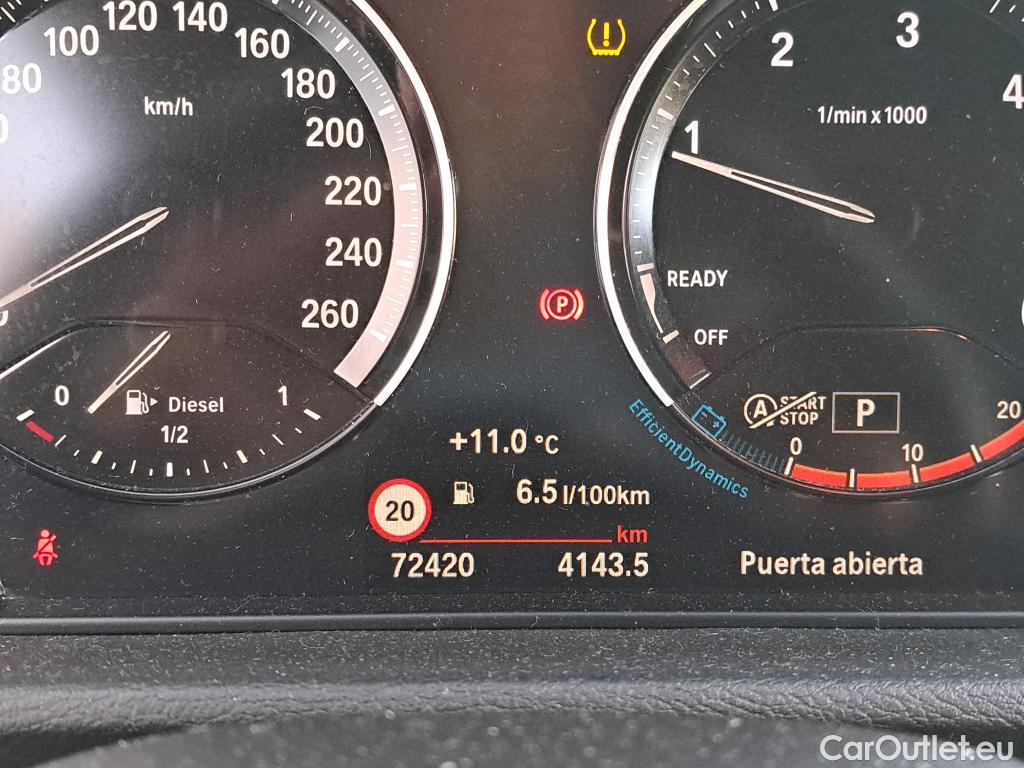 80
100
120
140
160
180
200
220
240
260
km/h
0
Diesel
1
1/2
1
2
3
4
1/min x 1000
READY
OFF
P
EfficientDynamics
A START
STOP
P
0
10
20
+11.0 °C
20
6.5 l/100km
km
72420
4143.5
Puerta abierta
CarOutlet.eu